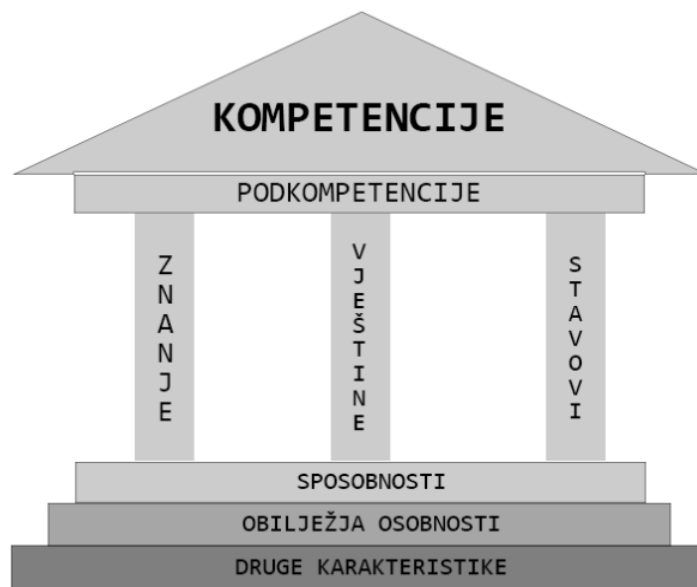 KOMPETENCIJE
PODKOMPETENCIJE
ZNANJE
VJEŠTINE
STAVOVI
SPOSOBNOSTI
OBILJEŽJA OSOBNOSTI
DRUGE KARAKTERISTIKE